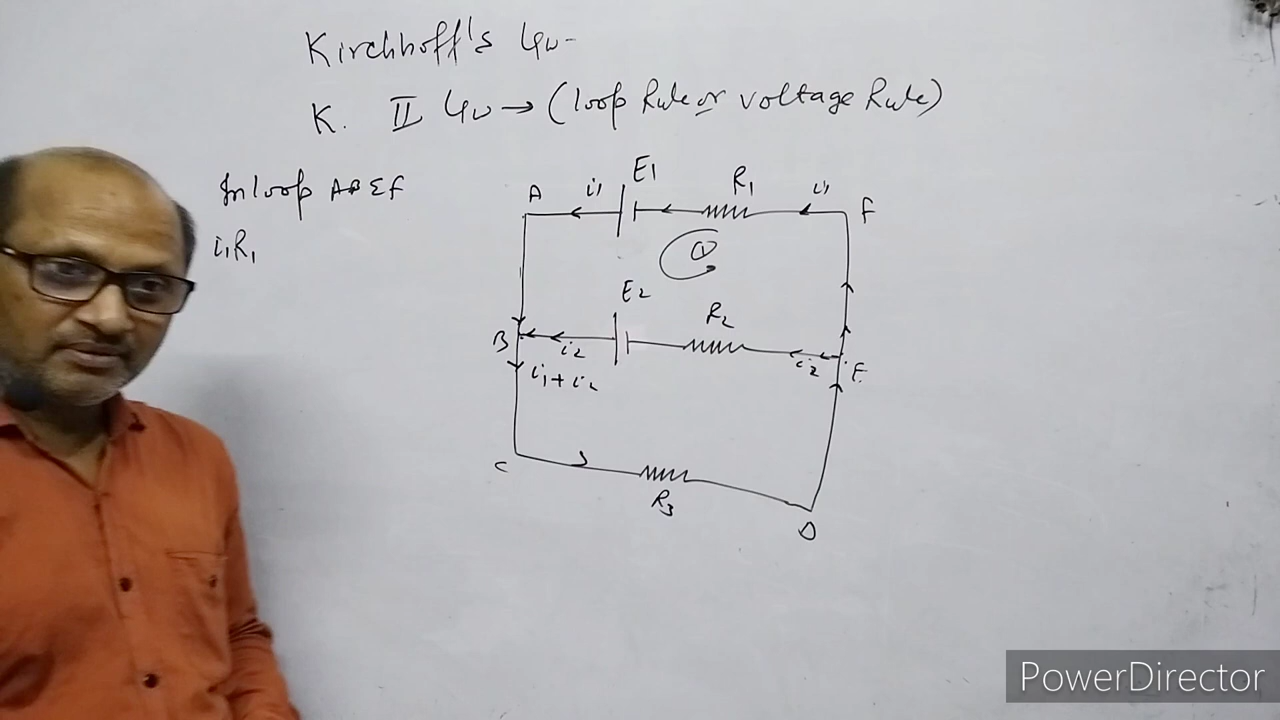 Kirchhoff's Law-
K. II Law → (loop Rule or voltage Rule)
In loop ABEF
i₁R₁
A i₁ E₁ R₁ i₁ F
1
E₂ R₂
B i₂ i₂ E
i₁ + i₂
C
R₃
D
PowerDirector